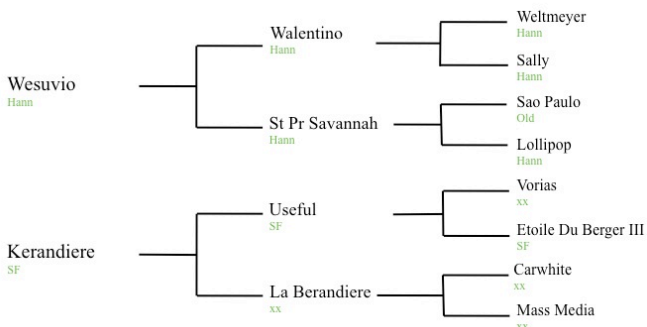 Weltmeyer
Hann
Walentino
Hann
Sally
Hann
Wesuvio
Hann
Sao Paulo
Old
St Pr Savannah
Hann
Lollipop
Hann
Vorias
xx
Useful
SF
Etoile Du Berger III
SF
Kerandiere
SF
Carwhite
xx
La Berandiere
xx
Mass Media
xx